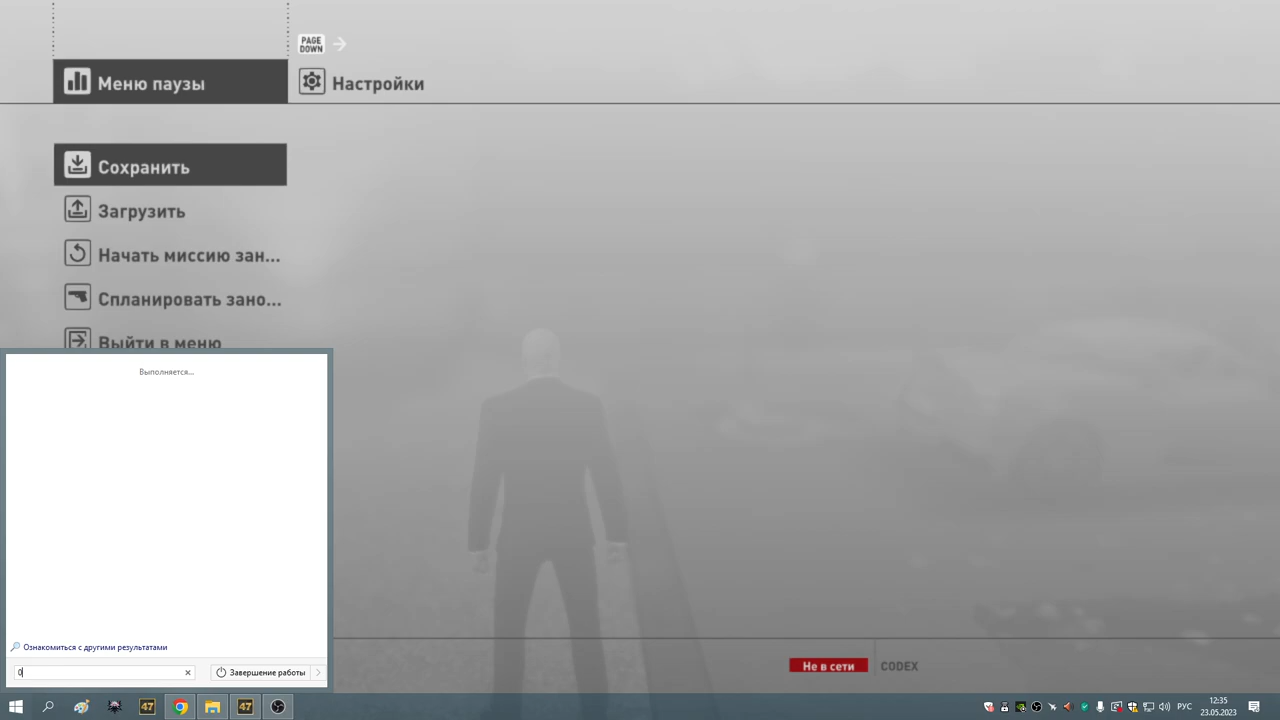 PAGE
DOWN
Меню паузы
Настройки
Сохранить
Загрузить
Начать миссию зан...
Спланировать зано...
Выйти в меню
Выполняется...
Ознакомиться с другими результатами
0
Завершение работы
Не в сети
CODEX
47
47
РУС
12:35
23.05.2023